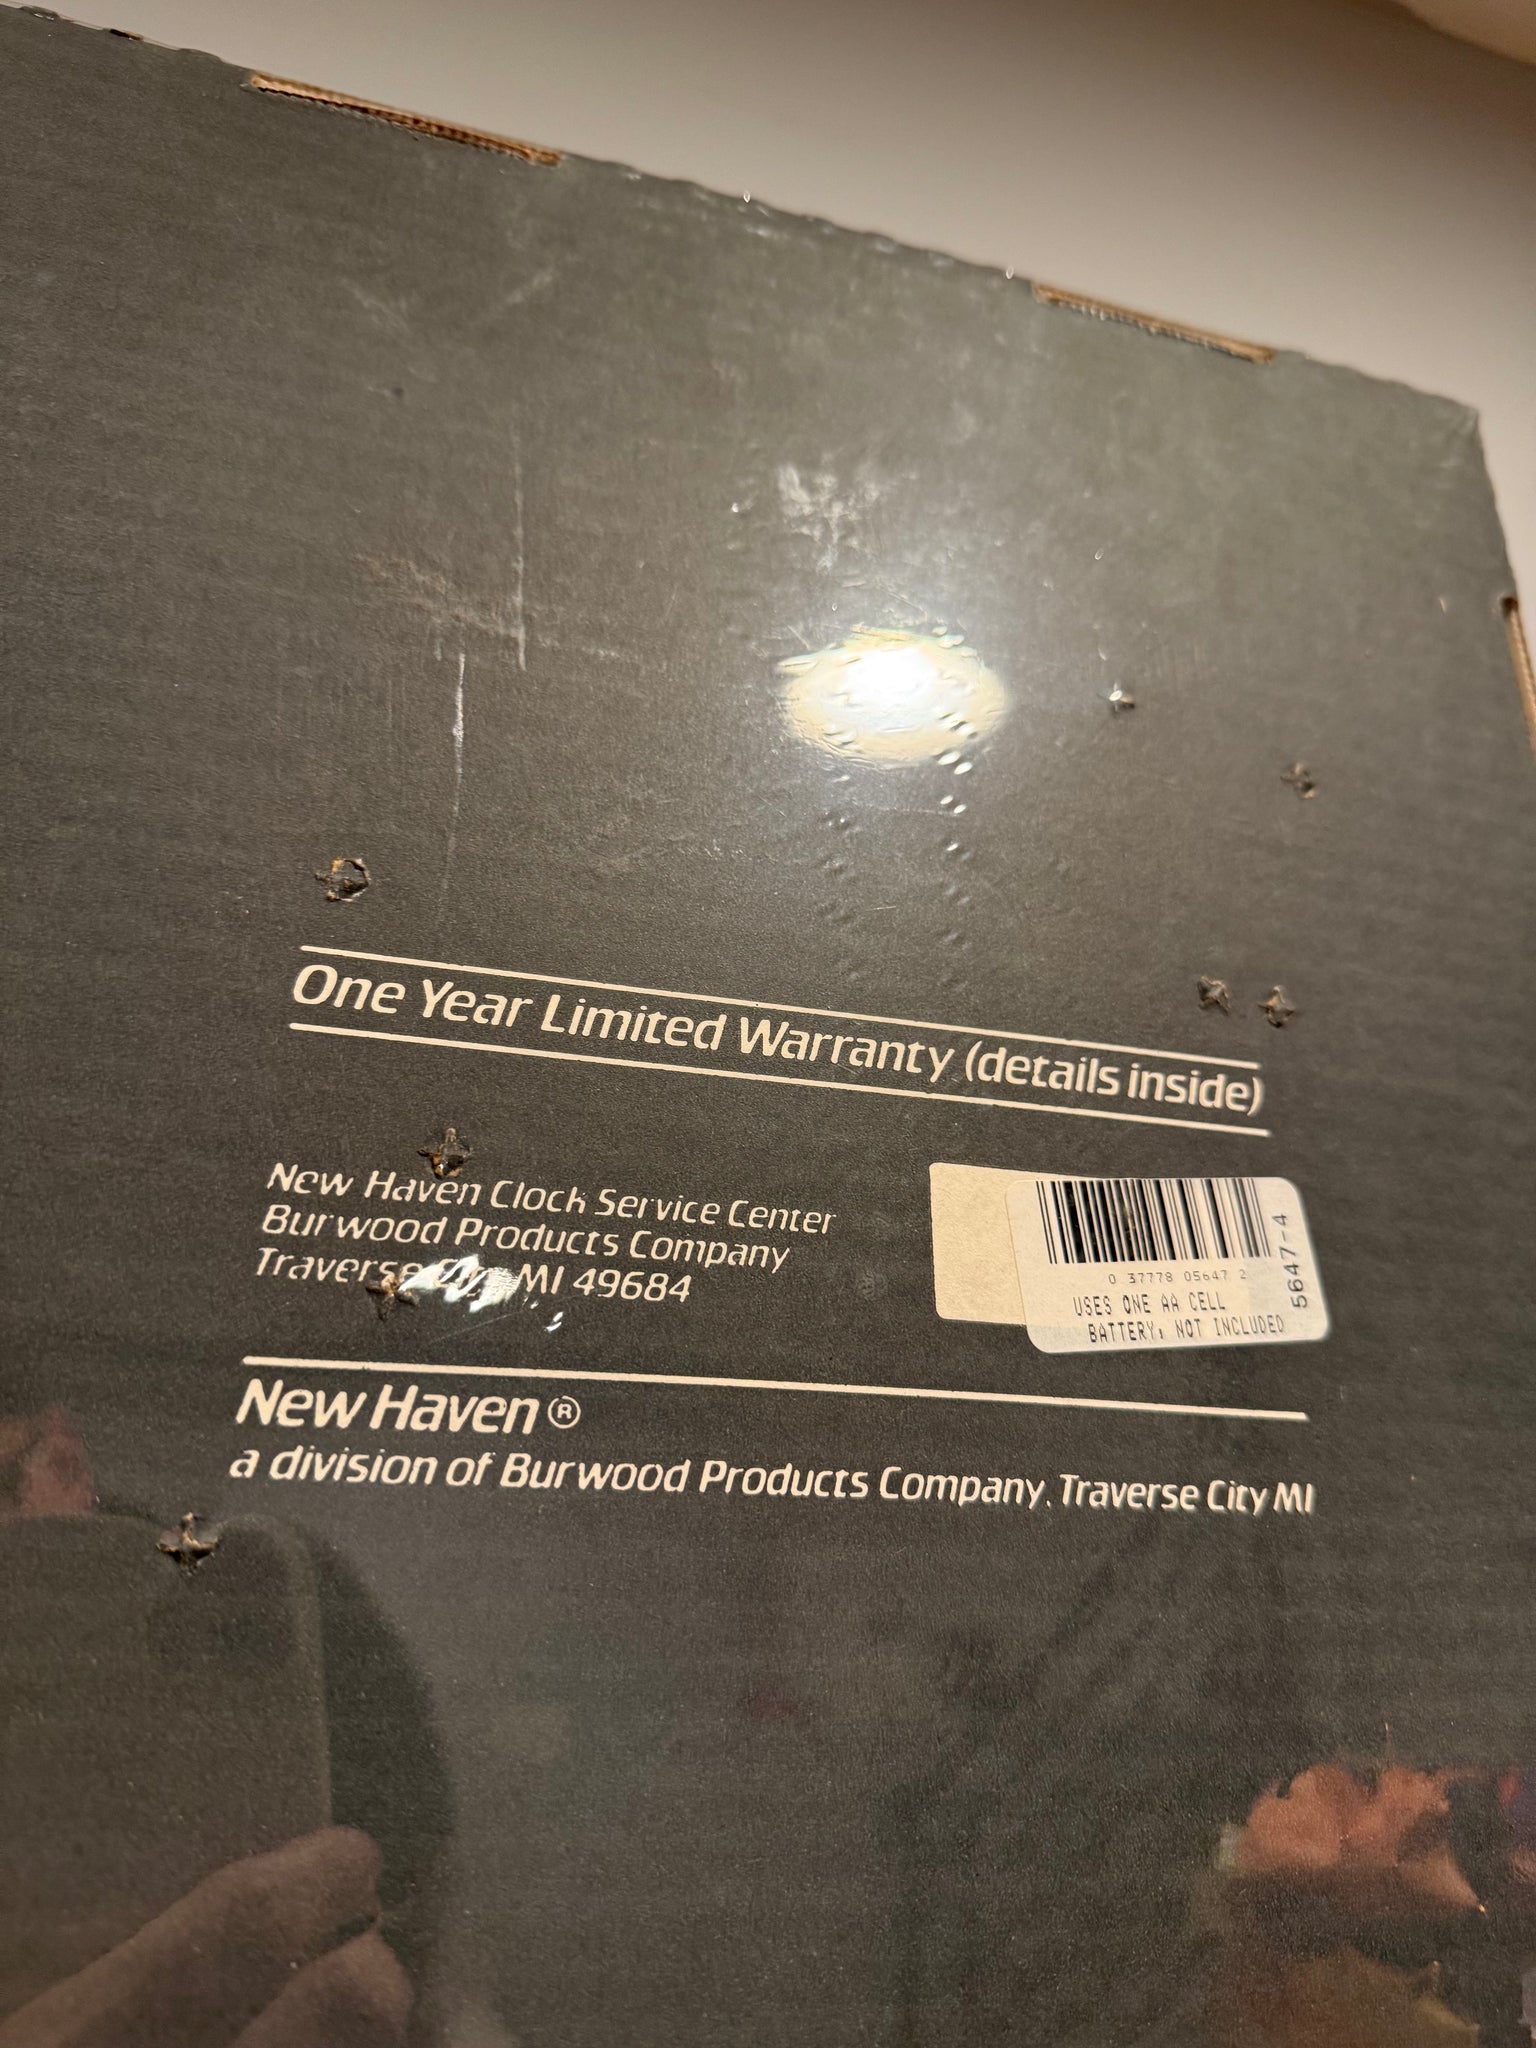 One Year Limited Warranty (details inside)
New Haven Clock Service Center
Burwood Products Company
Traverse City, MI 49684
0 37778 05647 2
USES ONE AA CELL
BATTERY, NOT INCLUDED
5647-4
New Haven ®
a division of Burwood Products Company, Traverse City MI